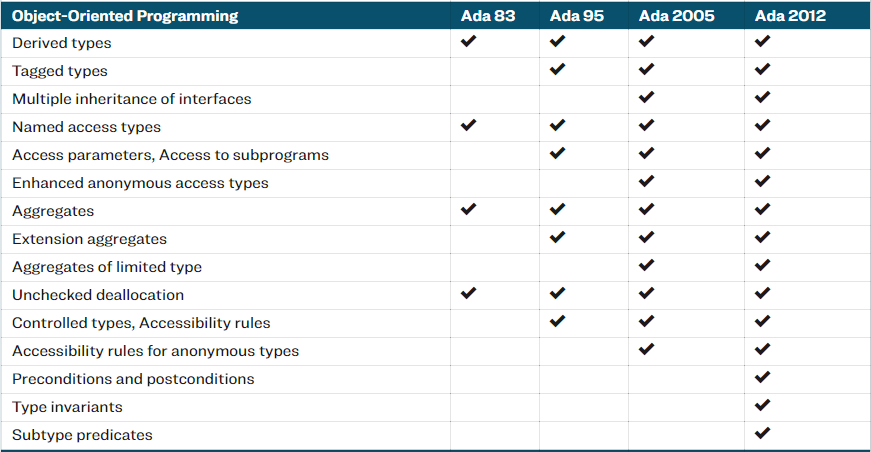 Object-Oriented Programming Ada 83 Ada 95 Ada 2005 Ada 2012
Derived types ✔ ✔ ✔ ✔
Tagged types ✔ ✔ ✔
Multiple inheritance of interfaces ✔ ✔
Named access types ✔ ✔ ✔ ✔
Access parameters, Access to subprograms ✔ ✔ ✔
Enhanced anonymous access types ✔ ✔
Aggregates ✔ ✔ ✔ ✔
Extension aggregates ✔ ✔ ✔
Aggregates of limited type ✔ ✔
Unchecked deallocation ✔ ✔ ✔ ✔
Controlled types, Accessibility rules ✔ ✔ ✔
Accessibility rules for anonymous types ✔ ✔
Preconditions and postconditions ✔
Type invariants ✔
Subtype predicates ✔